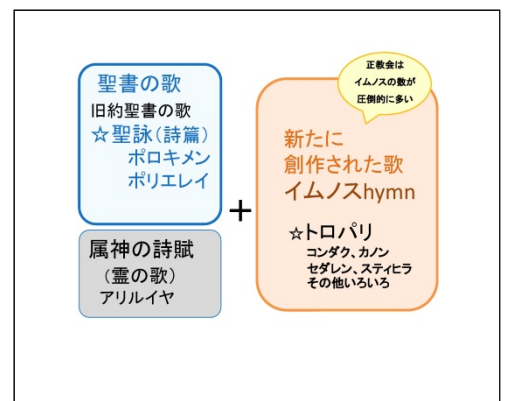 聖書の歌
旧約聖書の歌
☆聖詠(詩篇)
ポロキメン
ポリエレイ
属神の詩賦
(霊の歌)
アリルイヤ
+
正教会は
イムノスの数が
圧倒的に多い
新たに
創作された歌
イムノスhymn
☆トロパリ
コンダク、カノン
セダレン、スティヒラ
その他いろいろ